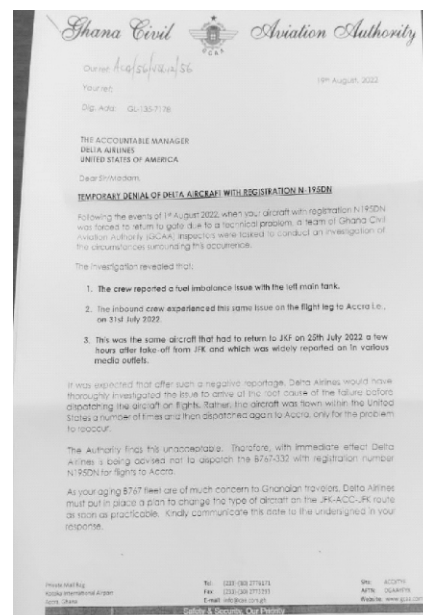 Ghana Civil Aviation Authority
GCAA
Our ref:
Your ref:
19th August, 2022
Dig. Add: GL-135-7176
THE ACCOUNTABLE MANAGER
DELTA AIRLINES
UNITED STATES OF AMERICA
Dear Sir/Madam,
TEMPORARY DENIAL OF DELTA AIRCRAFT WITH REGISTRATION N-195DN
Following the events of 1st August 2022, when your aircraft with registration N195DN
was forced to return to gate due to a technical problem, a team of Ghana Civil
Aviation Authority (GCAA) Inspectors were tasked to conduct an investigation of
the circumstances surrounding this occurrence.
The investigation revealed that:
1. The crew reported a fuel imbalance issue with the left main tank.
2. The inbound crew experienced this same issue on the flight leg to Accra i.e.,
on 31st July 2022.
3. This was the same aircraft that had to return to JKF on 25th July 2022 a few
hours after take-off from JFK and which was widely reported on in various
media outlets.
It was expected that after such a negative reportage, Delta Airlines would have
thoroughly investigated the issue to arrive at the root cause of the failure before
dispatching the aircraft on flights. Rather, the aircraft was flown within the United
States a number of times and then dispatched again to Accra, only for the problem
to reoccur.
The Authority finds this unacceptable. Therefore, with immediate effect Delta
Airlines is being advised not to dispatch the B767-332 with registration number
N195DN for flights to Accra.
As your aging B767 fleet are of much concern to Ghanaian travelers, Delta Airlines
must put in place a plan to change the type of aircraft on the JFK-ACC-JFK route
as soon as practicable. Kindly communicate this date to the undersigned in your
response.
Private Mail Bag
Kotoka International Airport
Accra, Ghana
Tel:
Fax:
E-mail:
Website:
Safety & Security, Our Priority